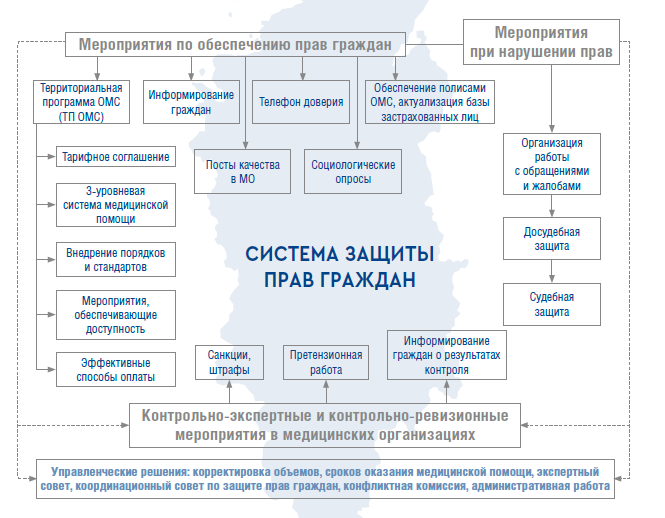 Мероприятия по обеспечению прав граждан
Мероприятия
при нарушении прав
Территориальная
программа ОМС
(ТП ОМС)
Информирование
граждан
Телефон доверия
Обеспечение полисами
ОМС, актуализация базы
застрахованных лиц
Посты качества
в МО
Социологические
опросы
Тарифное соглашение
3-уровневая
система медицинской
помощи
Внедрение порядков
и стандартов
Мероприятия,
обеспечивающие
доступность
Эффективные
способы оплаты
Организация
работы
с обращениями
и жалобами
Досудебная
защита
Судебная
защита
СИСТЕМА ЗАЩИТЫ
ПРАВ ГРАЖДАН
Санкции,
штрафы
Претензионная
работа
Информирование
граждан о результатах
контроля
Контрольно-экспертные и контрольно-ревизионные
мероприятия в медицинских организациях
Управленческие решения: корректировка объемов, сроков оказания медицинской помощи, экспертный
совет, координационный совет по защите прав граждан, конфликтная комиссия, административная работа